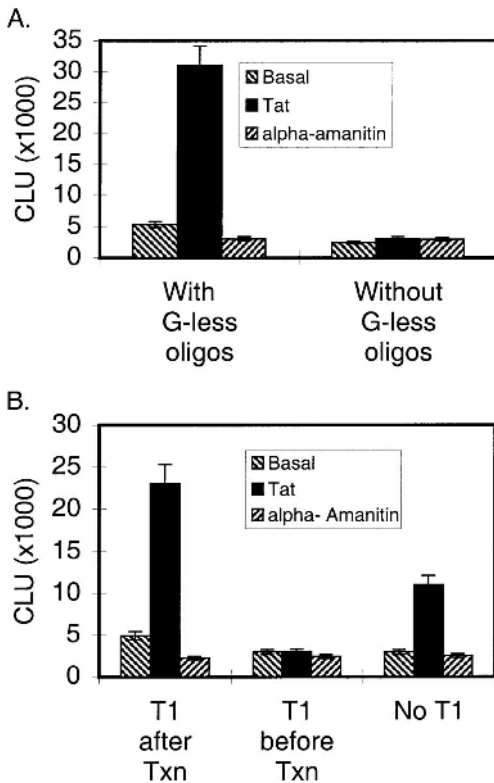 A.
35
30
25
20
15
10
5
0
CLU (x1000)
Basal
Tat
alpha-amanitin
With
G-less
oligos
Without
G-less
oligos
B.
30
25
20
15
10
5
0
CLU (x1000)
Basal
Tat
alpha- Amanitin
T1
after
Txn
T1
before
Txn
No T1